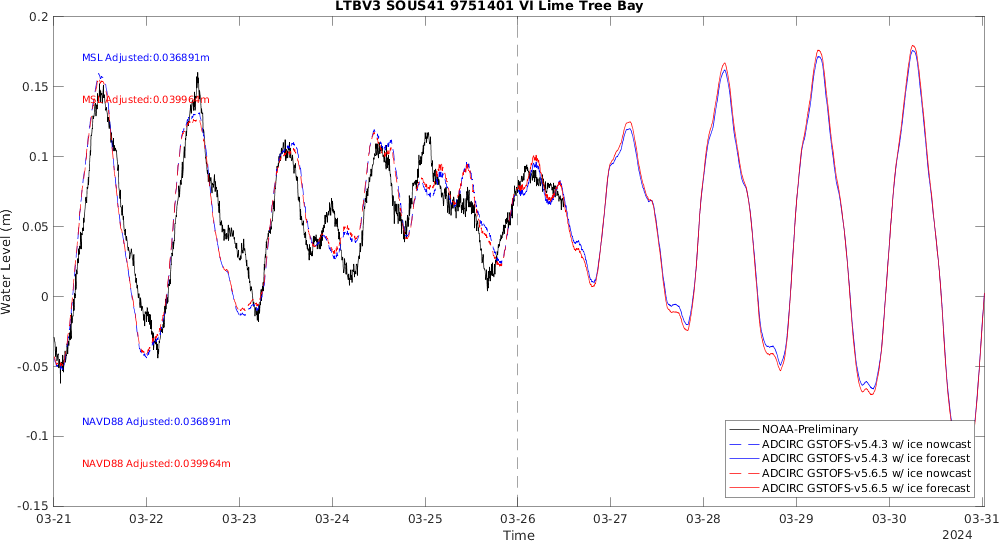 LTBV3 SOUS41 9751401 VI Lime Tree Bay
0.2
0.15
0.1
0.05
0
-0.05
-0.1
-0.15
Water Level (m)
MSL Adjusted:0.036891m
MSL Adjusted:0.039964m
NAVD88 Adjusted:0.036891m
NAVD88 Adjusted:0.039964m
NOAA-Preliminary
ADCIRC GSTOFS-v5.4.3 w/ ice nowcast
ADCIRC GSTOFS-v5.4.3 w/ ice forecast
ADCIRC GSTOFS-v5.6.5 w/ ice nowcast
ADCIRC GSTOFS-v5.6.5 w/ ice forecast
03-21 03-22 03-23 03-24 03-25 03-26 03-27 03-28 03-29 03-30 03-31
Time
2024